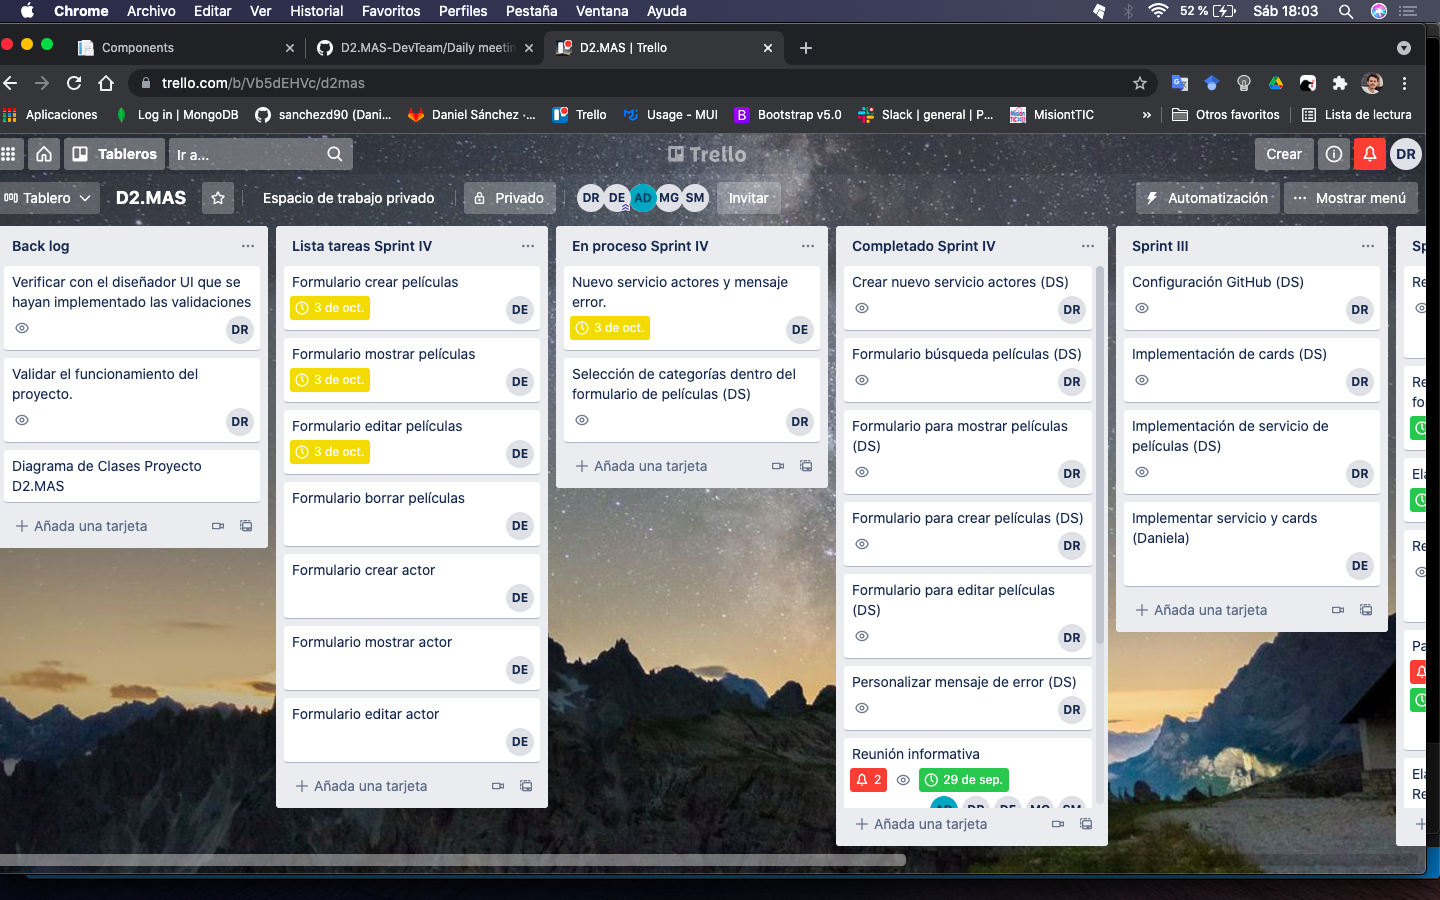 Chrome Archivo Editar Ver Historial Favoritos Perfiles Pestaña Ventana Ayuda 52 % Sáb 18:03
Components D2.MAS-DevTeam/Daily meetin D2.MAS | Trello
trello.com/b/Vb5dEHVc/d2mas
Aplicaciones Log in | MongoDB sanchezd90 (Dani... Daniel Sánchez ·... Trello Usage - MUI Bootstrap v5.0 Slack | general | P... MisiontTIC » Otros favoritos Lista de lectura
Tableros Ir a... Trello Crear DR
Tablero D2.MAS Espacio de trabajo privado Privado DR DE AD MG SM Invitar Automatización Mostrar menú
Back log
Verificar con el diseñador UI que se
hayan implementado las validaciones
DR
Validar el funcionamiento del
proyecto.
DR
Diagrama de Clases Proyecto
D2.MAS
Añada una tarjeta
Lista tareas Sprint IV
Formulario crear películas
3 de oct.
DE
Formulario mostrar películas
3 de oct.
DE
Formulario editar películas
3 de oct.
DE
Formulario borrar películas
DE
Formulario crear actor
DE
Formulario mostrar actor
DE
Formulario editar actor
DE
Añada una tarjeta
En proceso Sprint IV
Nuevo servicio actores y mensaje
error.
3 de oct.
DE
Selección de categorías dentro del
formulario de películas (DS)
DR
Añada una tarjeta
Completado Sprint IV
Crear nuevo servicio actores (DS)
DR
Formulario búsqueda películas (DS)
DR
Formulario para mostrar películas
(DS)
DR
Formulario para crear películas (DS)
DR
Formulario para editar películas
(DS)
DR
Personalizar mensaje de error (DS)
DR
Reunión informativa
2 29 de sep.
AD DR DE MG SM
Añada una tarjeta
Sprint III
Configuración GitHub (DS)
DR
Implementación de cards (DS)
DR
Implementación de servicio de
películas (DS)
DR
Implementar servicio y cards
(Daniela)
DE
Añada una tarjeta
Sp
Re
Re
fo
Ela
Re
Pa
Ela
Re